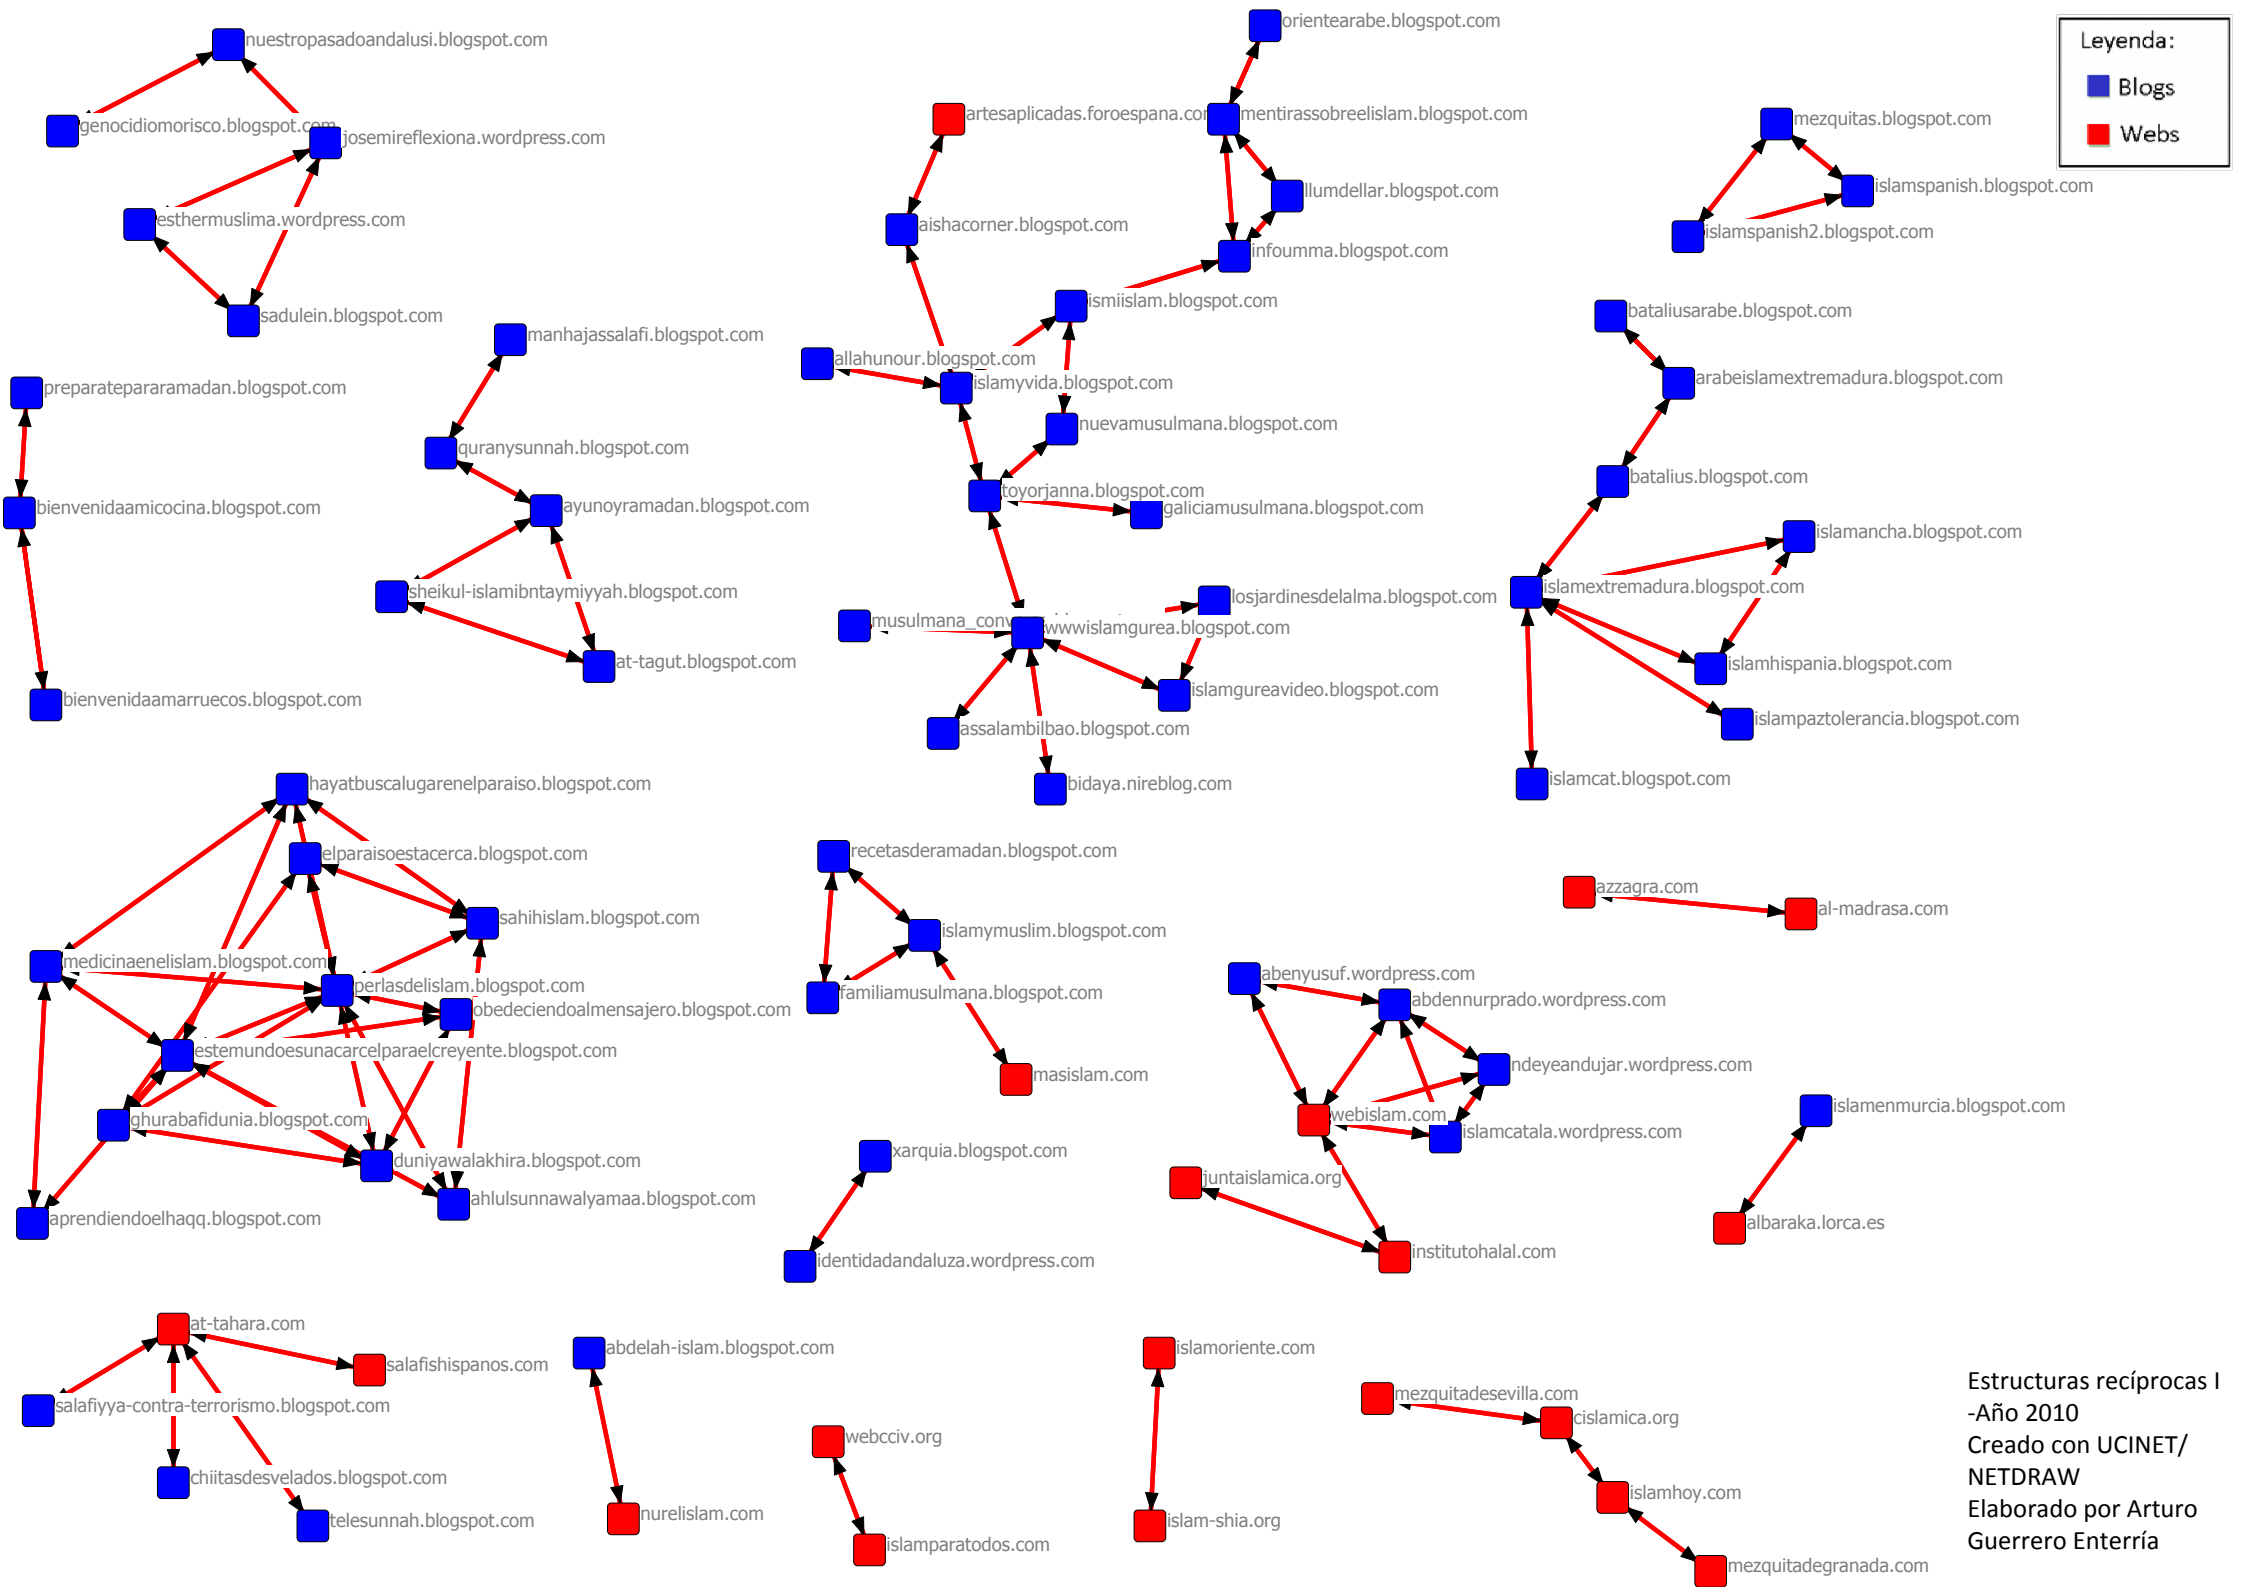 nuestropasadoandalusi.blogspot.com
genocidiomorisco.blogspot.com
josemireflexiona.wordpress.com
esthermuslima.wordpress.com
sadulein.blogspot.com
orientearabe.blogspot.com
artesaplicadas.foroespana.com
mentirassobreelislam.blogspot.com
llumdellar.blogspot.com
aishacorner.blogspot.com
infoumma.blogspot.com
ismiislam.blogspot.com
allahunour.blogspot.com
islamyvida.blogspot.com
nuevamusulmana.blogspot.com
toyorjanna.blogspot.com
galiciamusulmana.blogspot.com
losjardinesdelalma.blogspot.com
musulmana_conv
wwwislamgurea.blogspot.com
islamgureavideo.blogspot.com
assalambilbao.blogspot.com
bidaya.nireblog.com
mezquitas.blogspot.com
islamspanish.blogspot.com
islamspanish2.blogspot.com
Leyenda:
Blogs
Webs
manhajassalafi.blogspot.com
quranysunnah.blogspot.com
ayunoyramadan.blogspot.com
sheikul-islamibntaymiyyah.blogspot.com
at-tagut.blogspot.com
preparatepararamadan.blogspot.com
bienvenidaamicocina.blogspot.com
bienvenidaamarruecos.blogspot.com
bataliusarabe.blogspot.com
arabeislamextremadura.blogspot.com
batalius.blogspot.com
islamancha.blogspot.com
islamextremadura.blogspot.com
islamhispania.blogspot.com
islampaztolerancia.blogspot.com
islamcat.blogspot.com
hayatbuscalugarenelparaiso.blogspot.com
elparaisoestacerca.blogspot.com
sahihislam.blogspot.com
medicinaenelislam.blogspot.com
perlasdelislam.blogspot.com
obedeciendoalmensajero.blogspot.com
estemundoesunacarcelparaelcreyente.blogspot.com
ghurabafidunia.blogspot.com
duniyawalakhira.blogspot.com
ahlulsunnawalyamaa.blogspot.com
aprendiendoelhaqq.blogspot.com
recetasderamadan.blogspot.com
islamymuslim.blogspot.com
familiamusulmana.blogspot.com
masislam.com
xarquia.blogspot.com
identidadandaluza.wordpress.com
azzagra.com
al-madrasa.com
abenyusuf.wordpress.com
abdennurprado.wordpress.com
ndeyeandujar.wordpress.com
webislam.com
islamcatala.wordpress.com
juntaislamica.org
institutohalal.com
islamenmurcia.blogspot.com
albaraka.lorca.es
at-tahara.com
salafishispanos.com
salafiyya-contra-terrorismo.blogspot.com
chiitasdesvelados.blogspot.com
telesunnah.blogspot.com
abdelah-islam.blogspot.com
nurelislam.com
webcciv.org
islamparatodos.com
islamoriente.com
islam-shia.org
mezquitadesevilla.com
cislamica.org
islamhoy.com
mezquitadegranada.com
Estructuras recíprocas I
-Año 2010
Creado con UCINET/
NETDRAW
Elaborado por Arturo
Guerrero Enterría